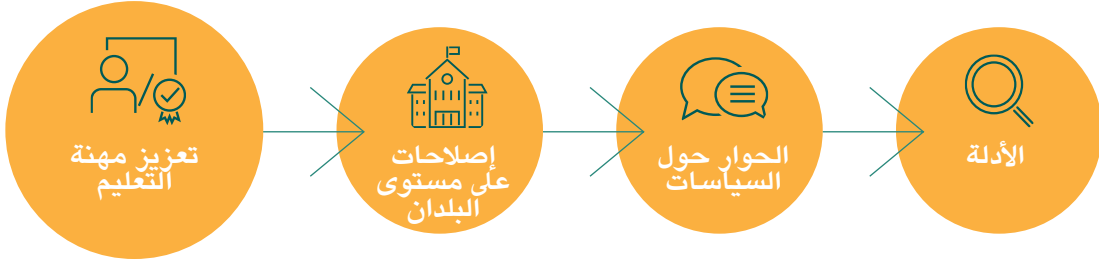 الأدلة
الحوار حول
السياسات
إصلاحات
على مستوى
البلدان
تعزيز مهنة
التعليم